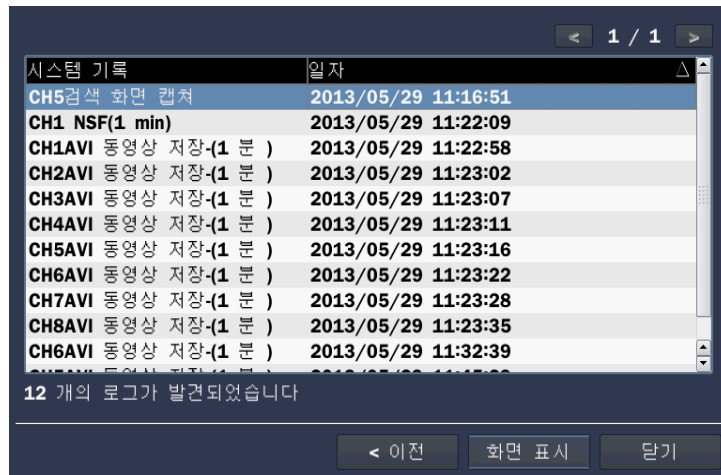 < 1 / 1 >
시스템 기록 일자 △
CH5검색 화면 캡쳐 2013/05/29 11:16:51
CH1 NSF(1 min) 2013/05/29 11:22:09
CH1AVI 동영상 저장-(1 분 ) 2013/05/29 11:22:58
CH2AVI 동영상 저장-(1 분 ) 2013/05/29 11:23:02
CH3AVI 동영상 저장-(1 분 ) 2013/05/29 11:23:07
CH4AVI 동영상 저장-(1 분 ) 2013/05/29 11:23:11
CH5AVI 동영상 저장-(1 분 ) 2013/05/29 11:23:16
CH6AVI 동영상 저장-(1 분 ) 2013/05/29 11:23:22
CH7AVI 동영상 저장-(1 분 ) 2013/05/29 11:23:28
CH8AVI 동영상 저장-(1 분 ) 2013/05/29 11:23:35
CH6AVI 동영상 저장-(1 분 ) 2013/05/29 11:32:39
12 개의 로그가 발견되었습니다
< 이전 화면 표시 닫기